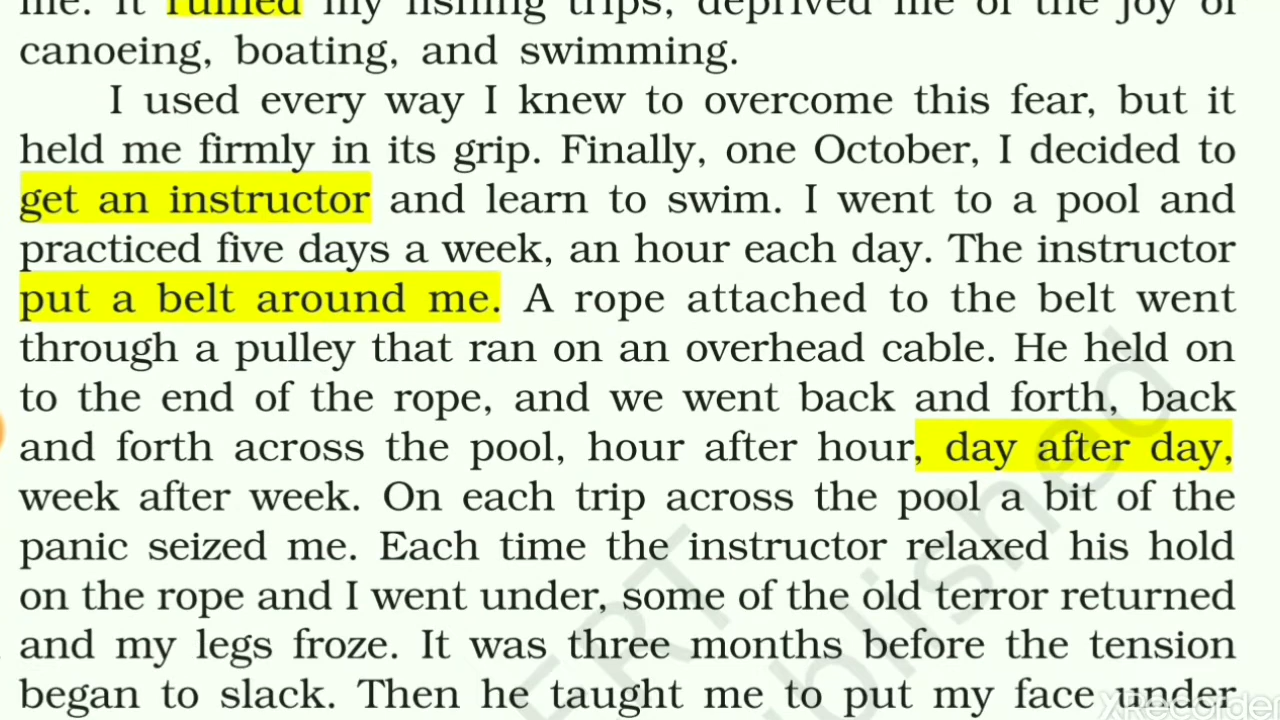 me. It ruined my fishing trips, deprived me of the joy of
canoeing, boating, and swimming.
I used every way I knew to overcome this fear, but it
held me firmly in its grip. Finally, one October, I decided to
get an instructor and learn to swim. I went to a pool and
practiced five days a week, an hour each day. The instructor
put a belt around me. A rope attached to the belt went
through a pulley that ran on an overhead cable. He held on
to the end of the rope, and we went back and forth, back
and forth across the pool, hour after hour, day after day,
week after week. On each trip across the pool a bit of the
panic seized me. Each time the instructor relaxed his hold
on the rope and I went under, some of the old terror returned
and my legs froze. It was three months before the tension
began to slack. Then he taught me to put my face under
XRecorder